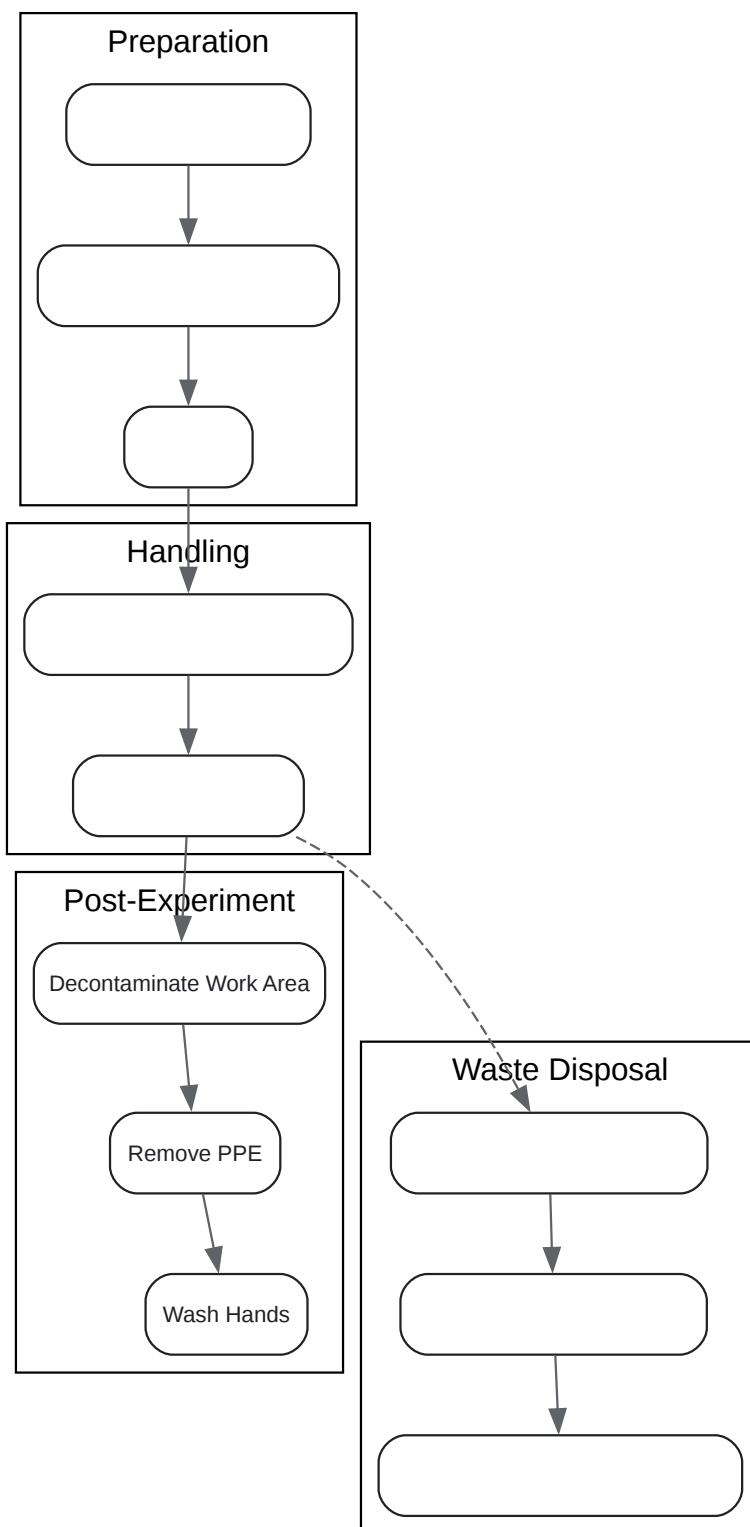 Preparation
Handling
Post-Experiment
Decontaminate Work Area
Waste Disposal
Remove PPE
Wash Hands